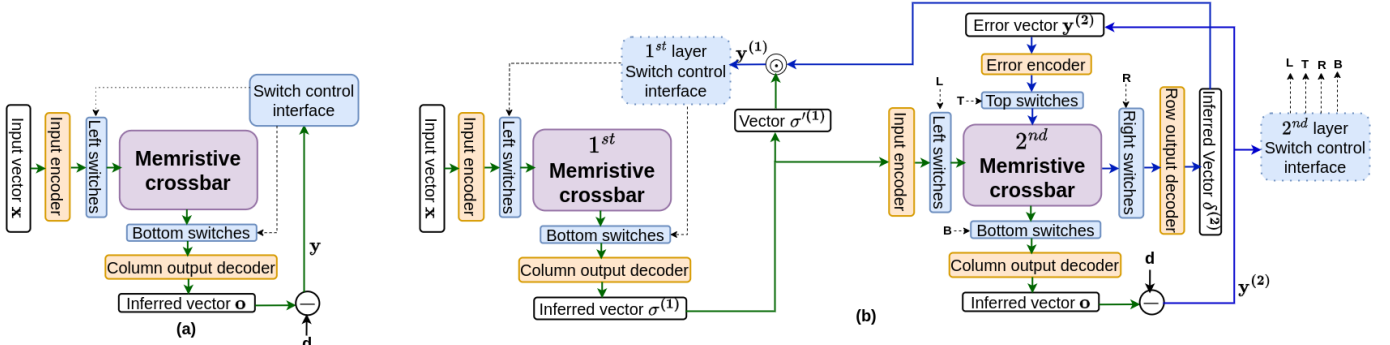 Input vector x
Input encoder
Left switches
Memristive
crossbar
Bottom switches
Column output decoder
Inferred vector o
Switch control
interface
y
−
d
(a)
Input vector x
Input encoder
Left switches
1st
Memristive
crossbar
Bottom switches
Column output decoder
Inferred vector σ(1)
1st layer
Switch control
interface
y(1)
⊙
Vector σ′(1)
Input encoder
L
Left switches
Error vector y(2)
Error encoder
T
Top switches
2nd
Memristive
crossbar
B
Bottom switches
Column output decoder
Inferred vector o
R
Right switches
Row output decoder
Inferred Vector δ(2)
d
−
y(2)
L T R B
2nd layer
Switch control
interface
(b)